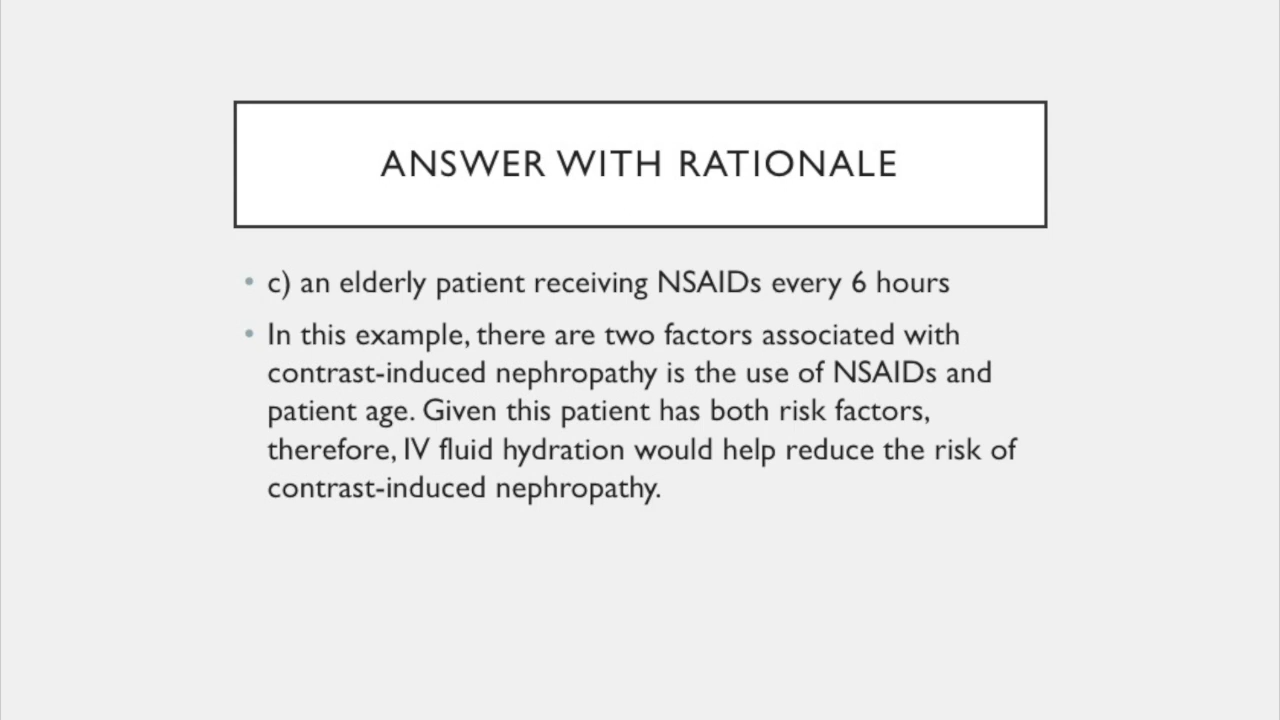 ANSWER WITH RATIONALE
• c) an elderly patient receiving NSAIDs every 6 hours
• In this example, there are two factors associated with
contrast-induced nephropathy is the use of NSAIDs and
patient age. Given this patient has both risk factors,
therefore, IV fluid hydration would help reduce the risk of
contrast-induced nephropathy.